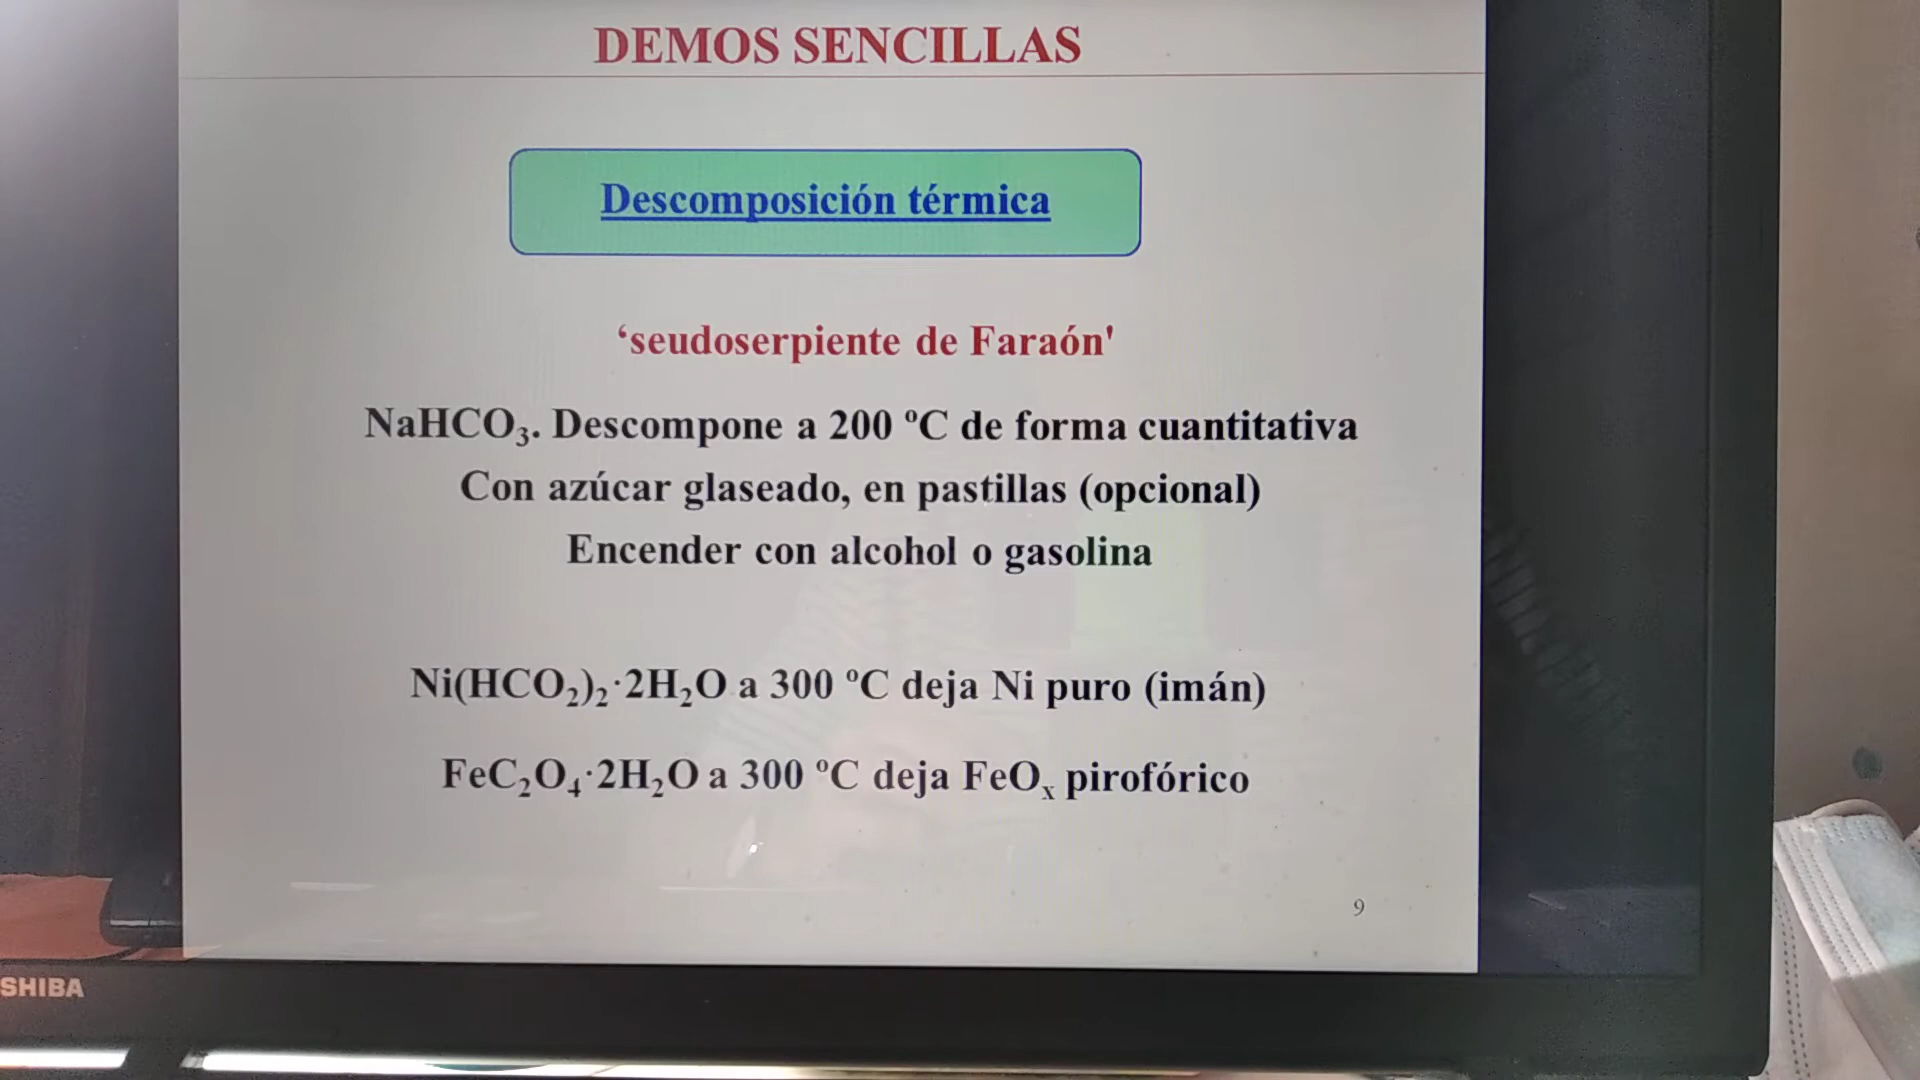 DEMOS SENCILLAS
Descomposición térmica
‘seudoserpiente de Faraón'
NaHCO₃. Descompone a 200 ºC de forma cuantitativa
Con azúcar glaseado, en pastillas (opcional)
Encender con alcohol o gasolina
Ni(HCO₂)₂·2H₂O a 300 ºC deja Ni puro (imán)
FeC₂O₄·2H₂O a 300 ºC deja FeOₓ pirofórico
9
SHIBA